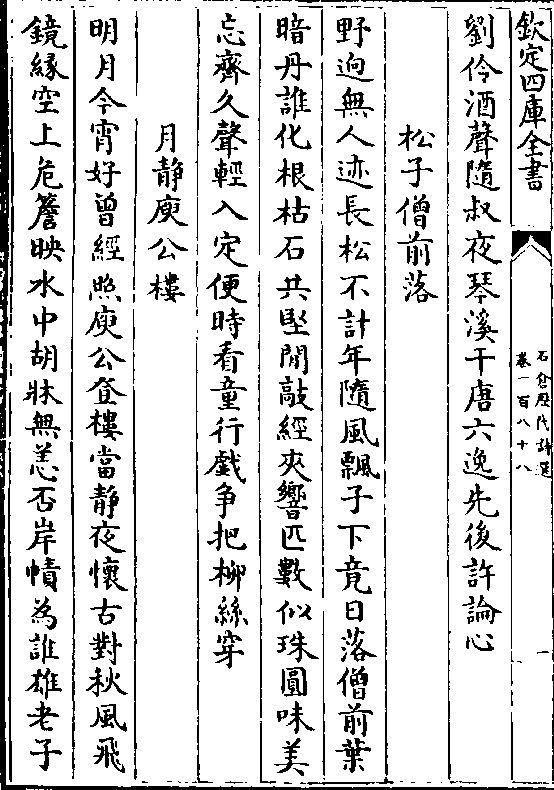 欽定四庫全書
石倉歷代詩選
卷一百八十八
一
劉伶酒聲隨叔夜琴溪干唐六逸先後許論心
松子僧前落
野逈無人迹長松不計年隨風飄子下竟日落僧前葉
暗丹誰化根枯石共堅閒敲經夾響匹數似珠圓味美
忘齋久聲輕入定便時看童行戲争把柳絲穿
月静庾公樓
明月今宵好曾經照庾公登樓當静夜懷古對秋風飛
鏡緣空上危簷映水中胡牀無恙否岸幘為誰雄老子